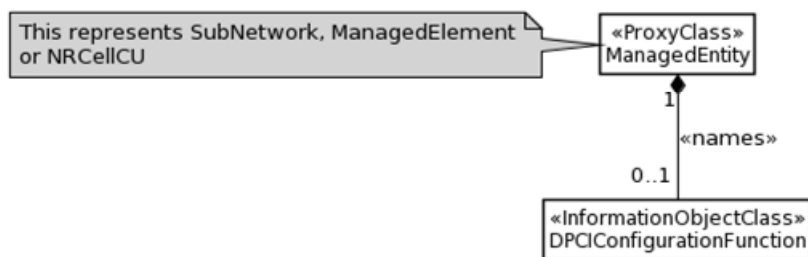 This represents SubNetwork, ManagedElement
or NRCellCU
«ProxyClass»
ManagedEntity
1
«names»
0..1
«InformationObjectClass»
DPCIConfigurationFunction